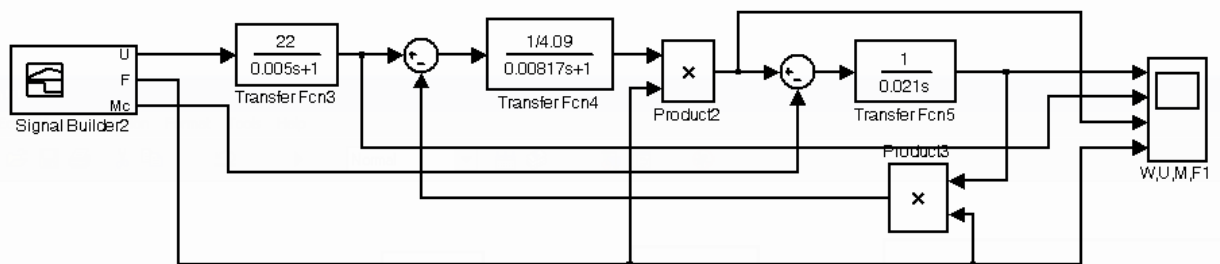 U
F
Mc
Signal Builder2
22
0.005s+1
Transfer Fcn3
1/4.09
0.00817s+1
Transfer Fcn4
×
Product2
1
0.021s
Transfer Fcn5
Product3
×
W,U,M,F1